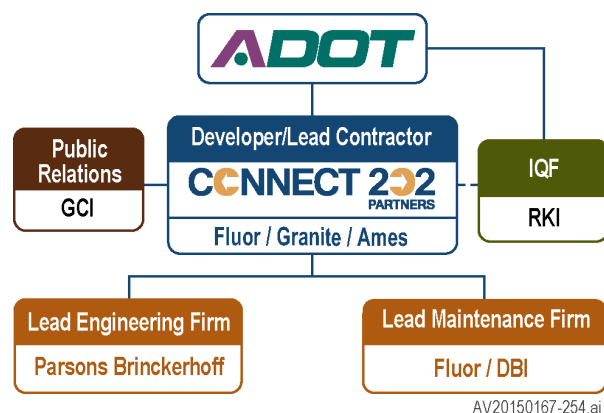 ADOT
Developer/Lead Contractor
CONNECT 202
PARTNERS
Fluor / Granite / Ames
Public
Relations
GCI
IQF
RKI
Lead Engineering Firm
Parsons Brinckerhoff
Lead Maintenance Firm
Fluor / DBI
AV20150167-254.ai